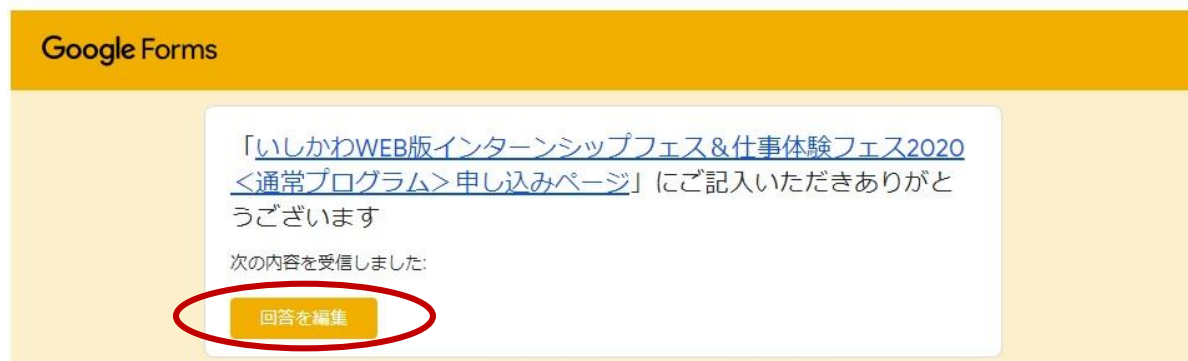 Google Forms
「いしかわWEB版インターンシップフェス＆仕事体験フェス2020
＜通常プログラム＞申し込みページ」にご記入いただきありがと
うございます
次の内容を受信しました:
回答を編集